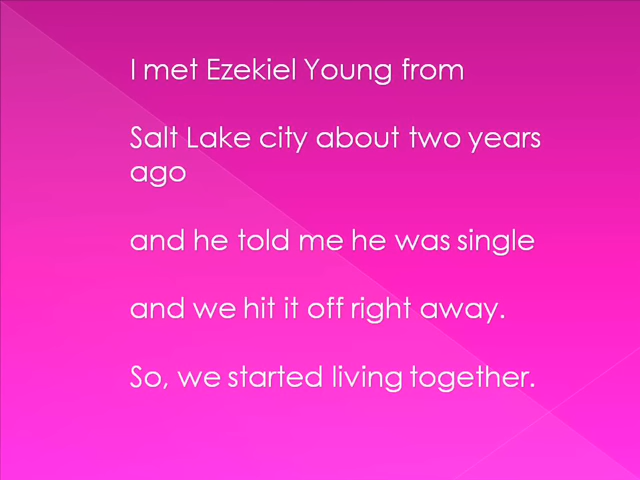 I met Ezekiel Young from
Salt Lake city about two years
ago
and he told me he was single
and we hit it off right away.
So, we started living together.